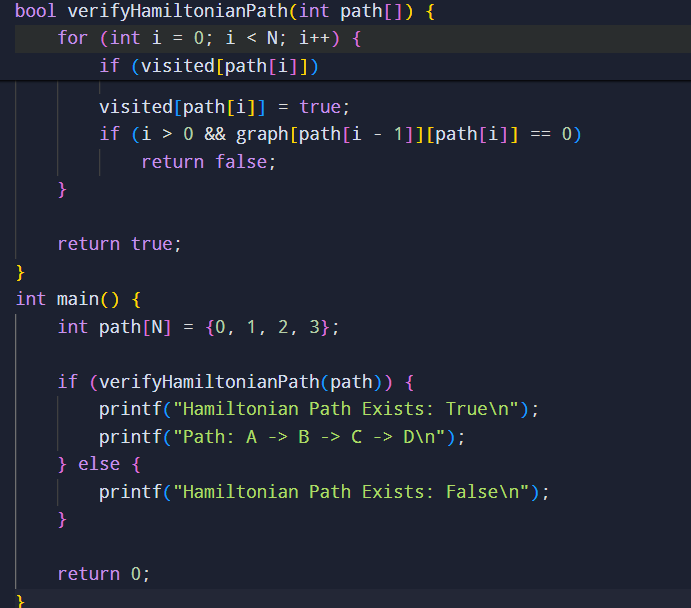 bool verifyHamiltonianPath(int path[]) {
    for (int i = 0; i < N; i++) {
        if (visited[path[i]])
        visited[path[i]] = true;
        if (i > 0 && graph[path[i - 1]][path[i]] == 0)
            return false;
    }
    return true;
}
int main() {
    int path[N] = {0, 1, 2, 3};
    if (verifyHamiltonianPath(path)) {
        printf("Hamiltonian Path Exists: True\n");
        printf("Path: A -> B -> C -> D\n");
    } else {
        printf("Hamiltonian Path Exists: False\n");
    }
    return 0;
}